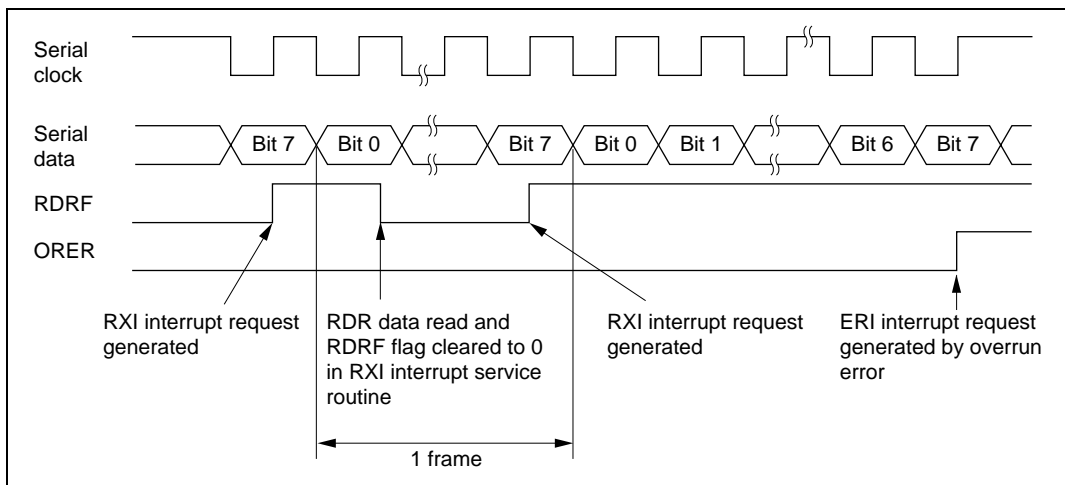 Serial
clock
Serial
data
Bit 7
Bit 0
Bit 7
Bit 0
Bit 1
Bit 6
Bit 7
RDRF
ORER
RXI interrupt request
generated
RDR data read and
RDRF flag cleared to 0
in RXI interrupt service
routine
RXI interrupt request
generated
ERI interrupt request
generated by overrun
error
1 frame